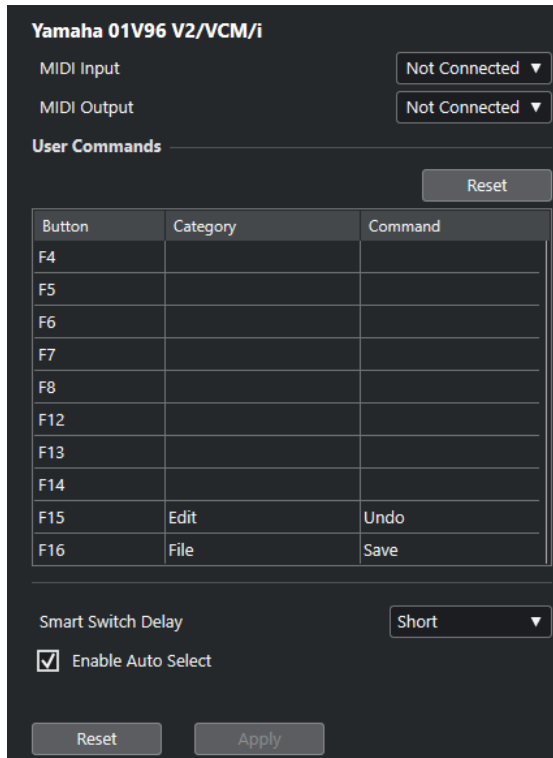 Yamaha 01V96 V2/VCM/i
MIDI Input Not Connected
MIDI Output Not Connected
User Commands
Reset
Button Category Command
F4
F5
F6
F7
F8
F12
F13
F14
F15 Edit Undo
F16 File Save
Smart Switch Delay Short
Enable Auto Select
Reset Apply